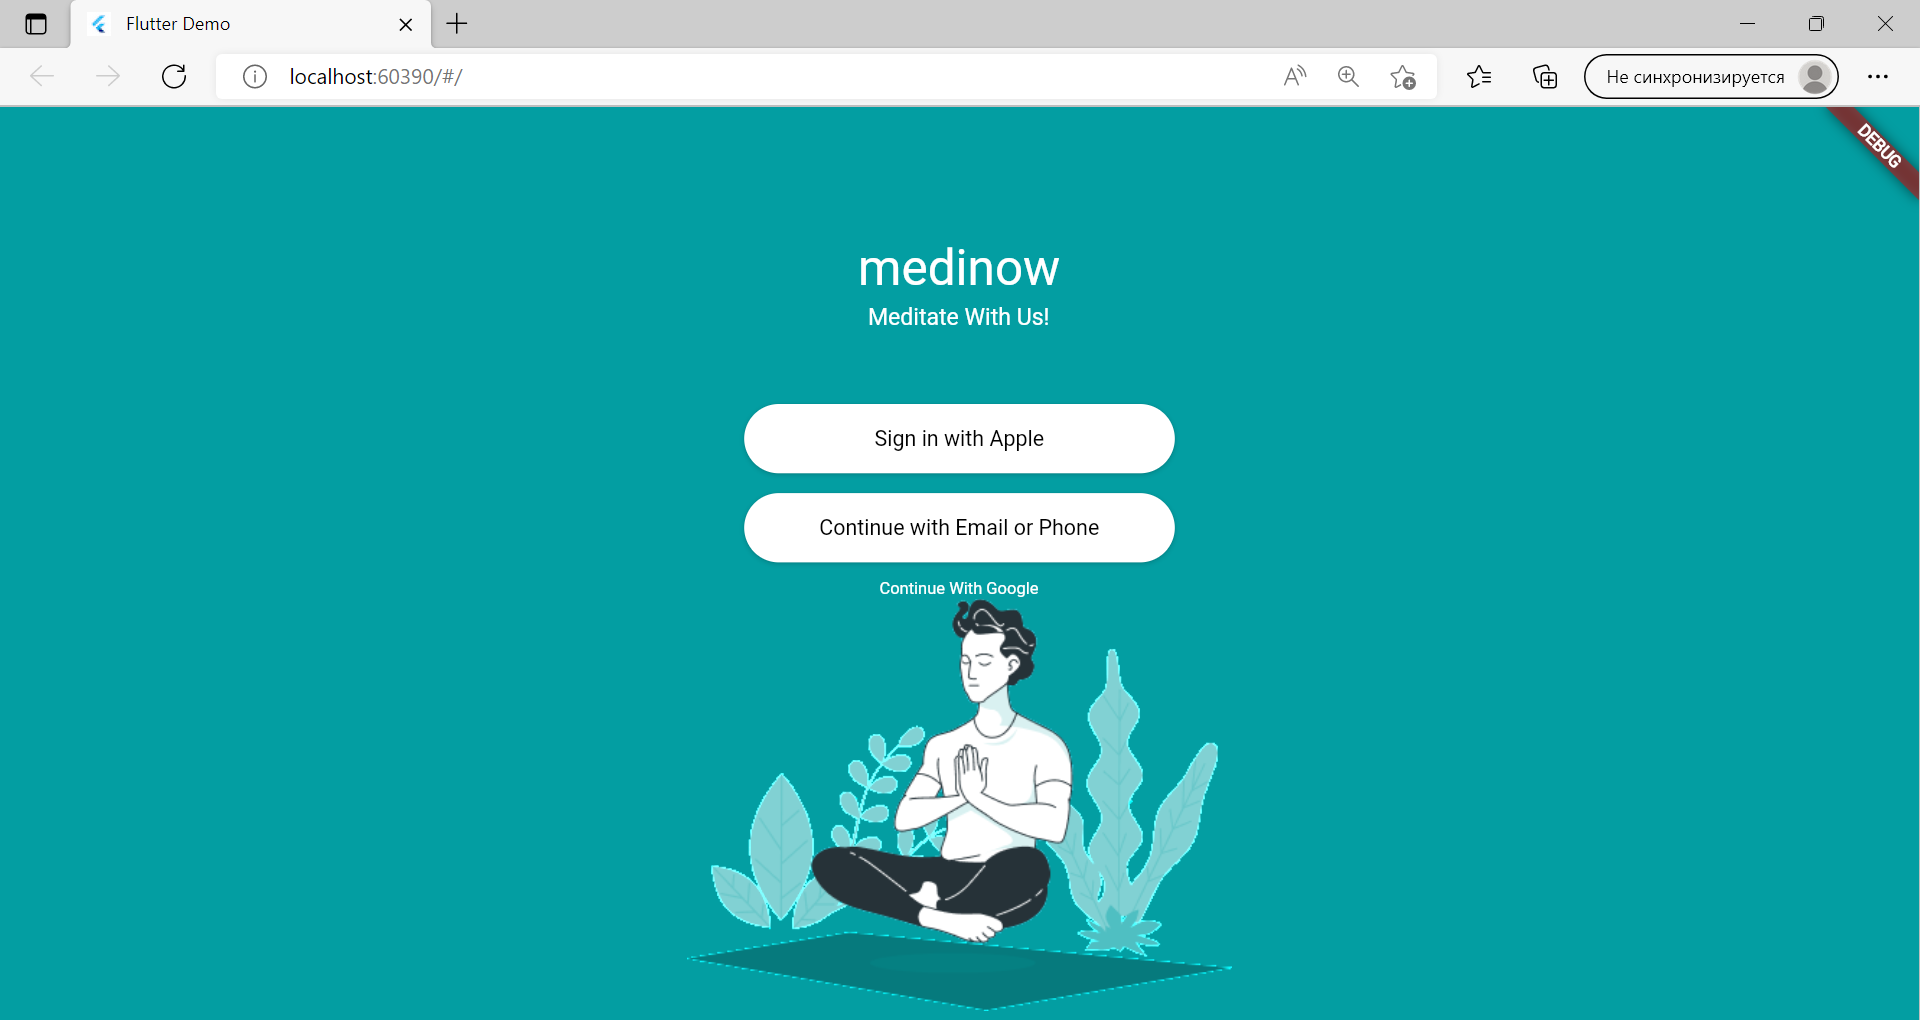 Flutter Demo
localhost:60390/#/
Не синхронизируется
DEBUG
medinow
Meditate With Us!
Sign in with Apple
Continue with Email or Phone
Continue With Google